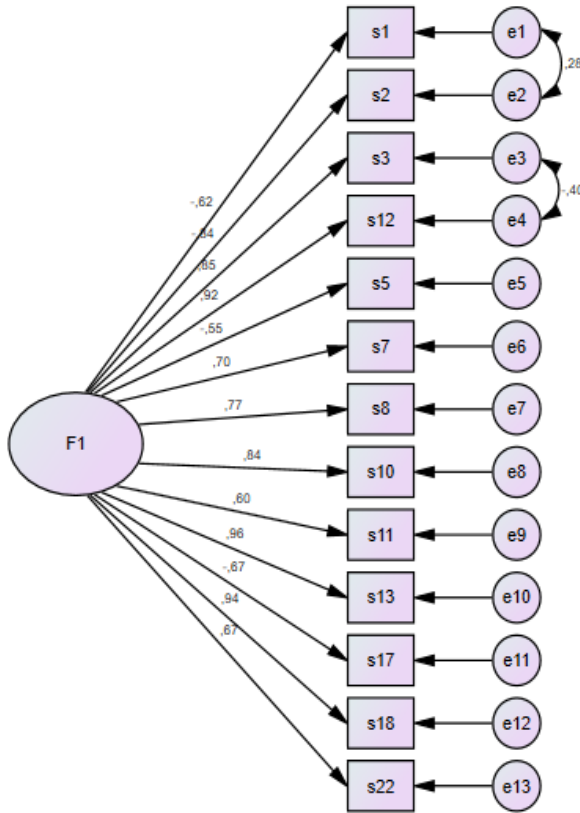 s1
e1
,28
s2
e2
s3
e3
-,40
-,62
s12
e4
-,84
,85
s5
e5
,92
-,55
s7
e6
,70
s8
e7
,77
F1
,84
s10
e8
,60
s11
e9
,96
-,67
s13
e10
,94
,67
s17
e11
s18
e12
s22
e13